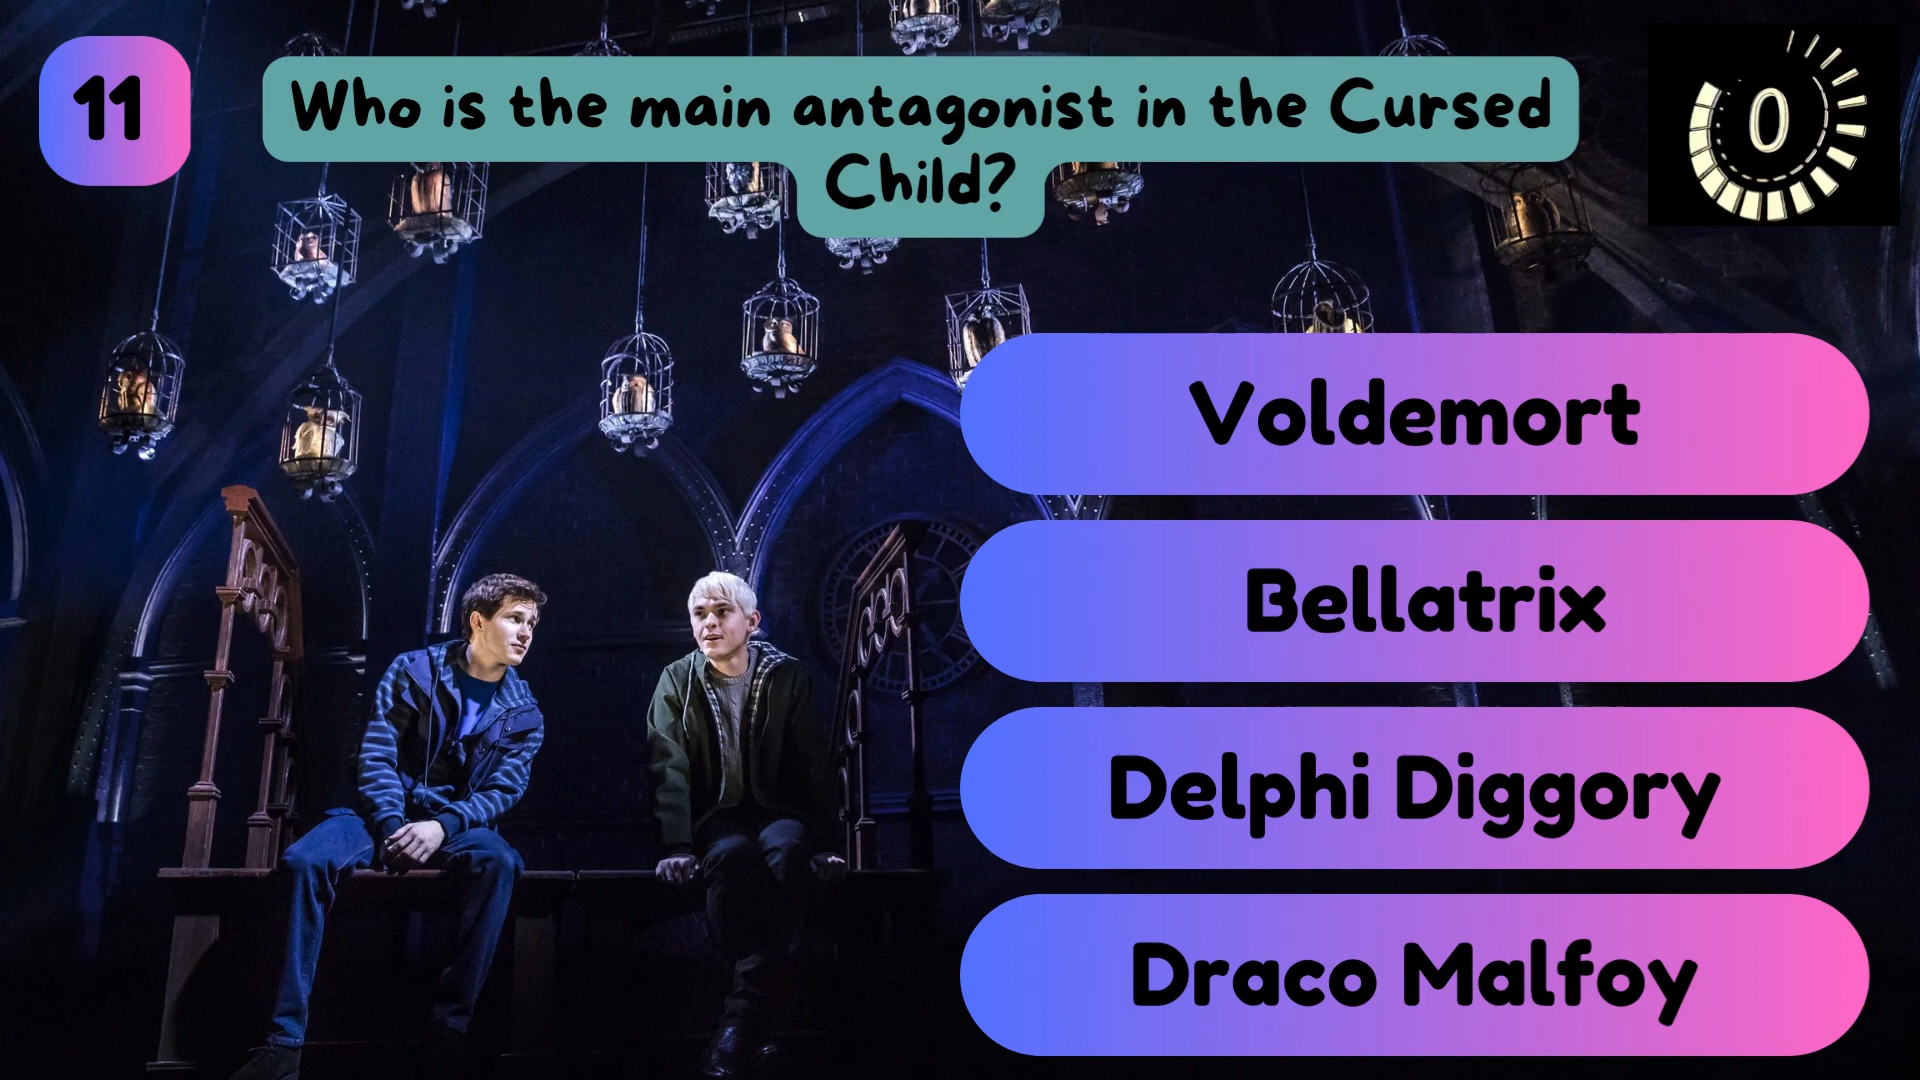 11
Who is the main antagonist in the Cursed
Child?
0
Voldemort
Bellatrix
Delphi Diggory
Draco Malfoy